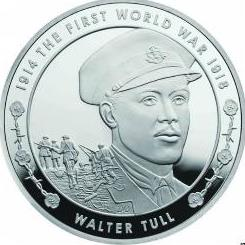 1914 THE FIRST WORLD WAR 1918
WALTER TULL